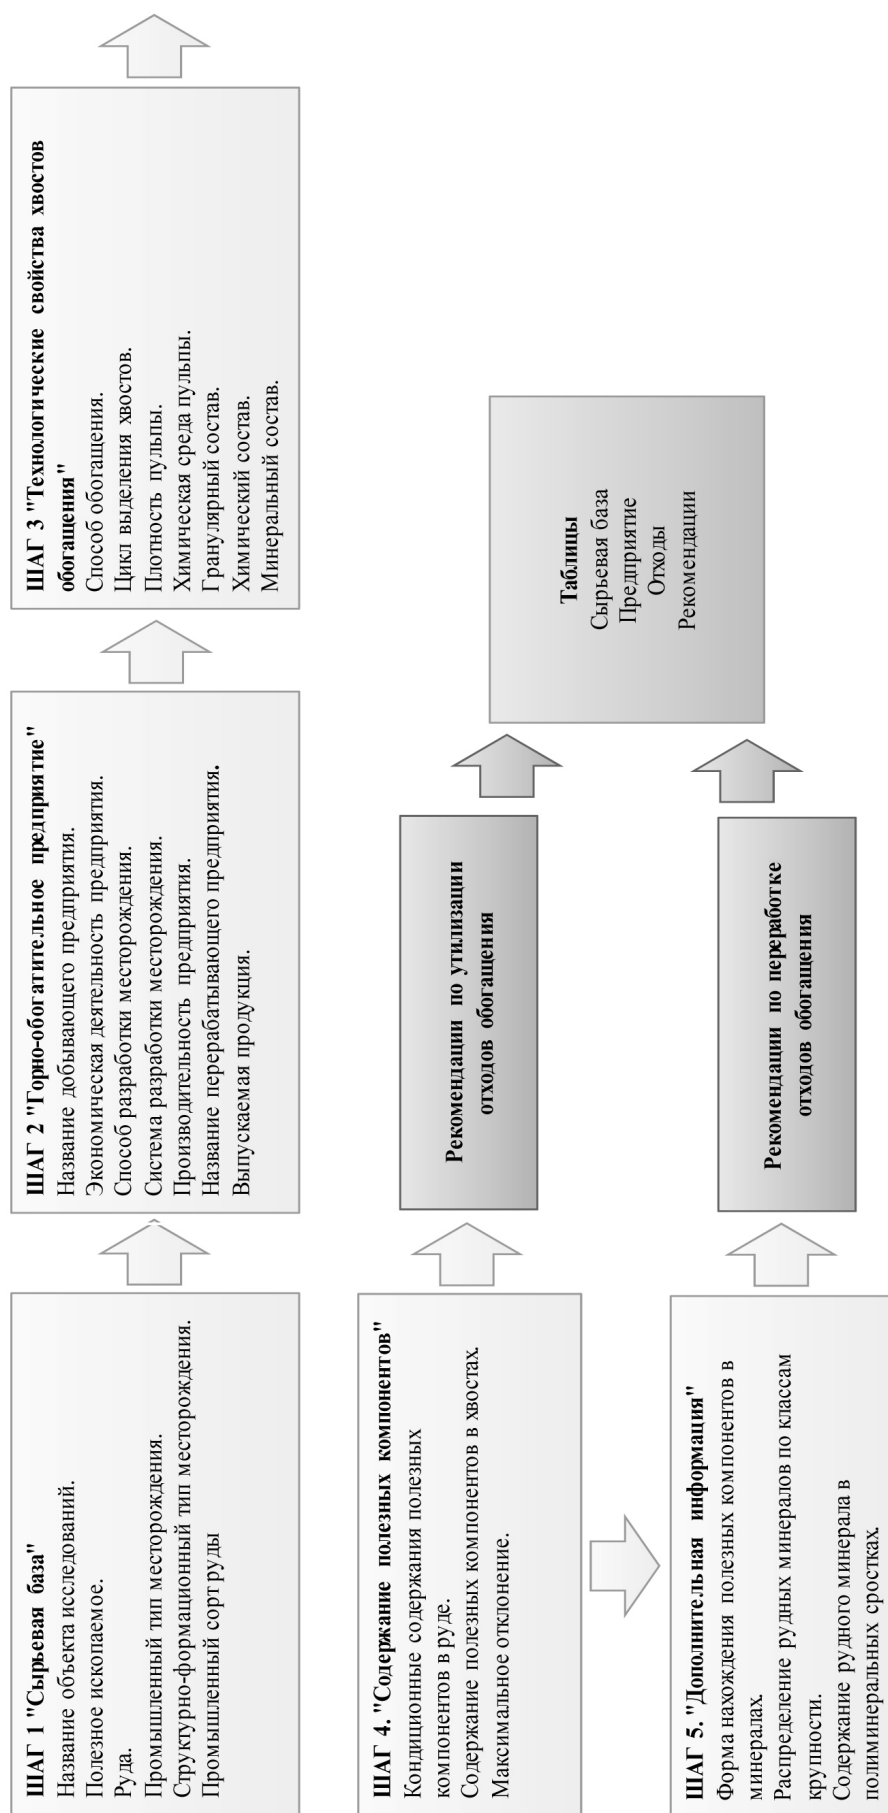 ШАГ 1 "Сырьевая база"
Название объекта исследований.
Полезное ископаемое.
Руда.
Промышленный тип месторождения.
Структурно-формационный тип месторождения.
Промышленный сорт руды
ШАГ 2 "Горно-обогатительное предприятие"
Название добывающего предприятия.
Экономическая деятельность предприятия.
Способ разработки месторождения.
Система разработки месторождения.
Производительность предприятия.
Название перерабатывающего предприятия.
Выпускаемая продукция.
ШАГ 3 "Технологические свойства хвостов
обогащения"
Способ обогащения.
Цикл выделения хвостов.
Плотность пульпы.
Химическая среда пульпы.
Гранулярный состав.
Химический состав.
Минеральный состав.
ШАГ 4. "Содержание полезных компонентов"
Кондиционные содержания полезных
компонентов в руде.
Содержание полезных компонентов в хвостах.
Максимальное отклонение.
Рекомендации по утилизации
отходов обогащения
ШАГ 5. "Дополнительная информация"
Форма нахождения полезных компонентов в
минералах.
Распределение рудных минералов по классам
крупности.
Содержание рудного минерала в
полиминеральных сростках.
Рекомендации по переработке
отходов обогащения
Таблицы
Сырьевая база
Предприятие
Отходы
Рекомендации